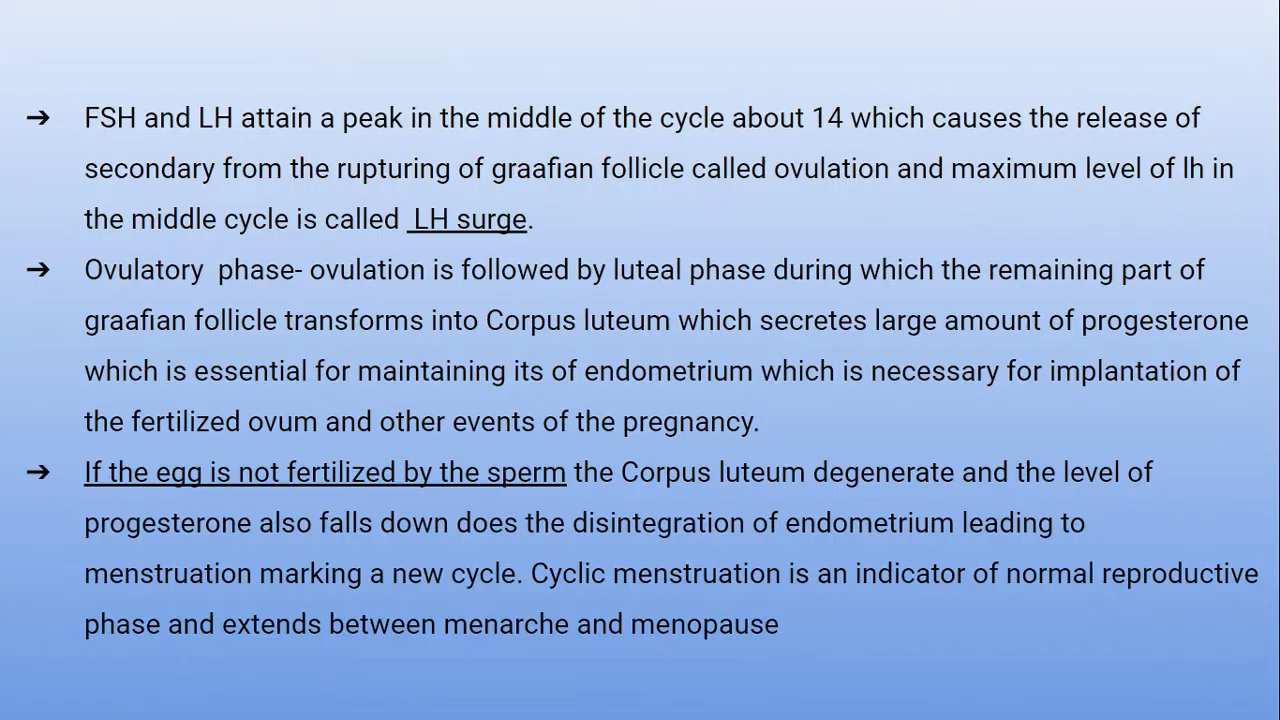 ➔ FSH and LH attain a peak in the middle of the cycle about 14 which causes the release of
secondary from the rupturing of graafian follicle called ovulation and maximum level of lh in
the middle cycle is called LH surge.
➔ Ovulatory phase- ovulation is followed by luteal phase during which the remaining part of
graafian follicle transforms into Corpus luteum which secretes large amount of progesterone
which is essential for maintaining its of endometrium which is necessary for implantation of
the fertilized ovum and other events of the pregnancy.
➔ If the egg is not fertilized by the sperm the Corpus luteum degenerate and the level of
progesterone also falls down does the disintegration of endometrium leading to
menstruation marking a new cycle. Cyclic menstruation is an indicator of normal reproductive
phase and extends between menarche and menopause